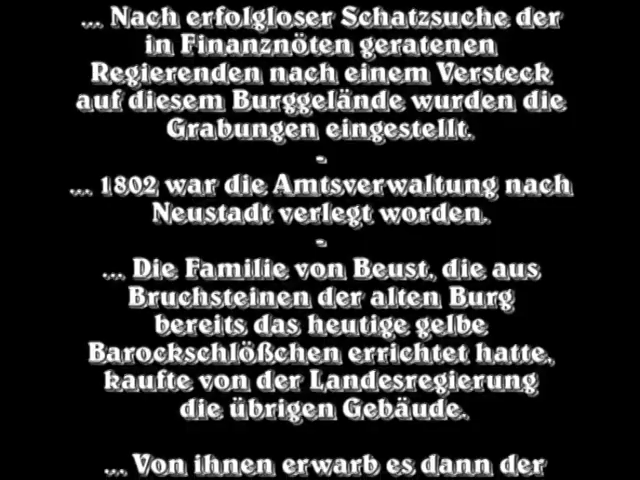 ... Nach erfolgloser Schatzsuche der
in Finanznöten geratenen
Regierenden nach einem Versteck
auf diesem Burggelände wurden die
Grabungen eingestellt.
-
... 1802 war die Amtsverwaltung nach
Neustadt verlegt worden.
-
... Die Familie von Beust, die aus
Bruchsteinen der alten Burg
bereits das heutige gelbe
Barockschlößchen errichtet hatte,
kaufte von der Landesregierung
die übrigen Gebäude.
... Von ihnen erwarb es dann der